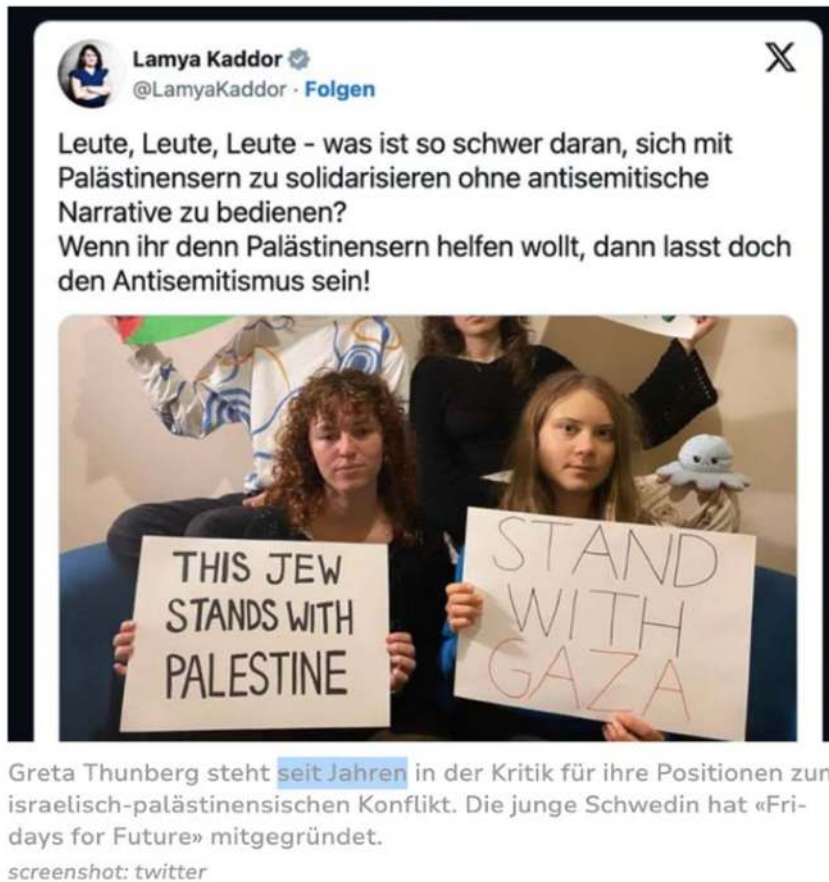 Lamya Kaddor
@LamyaKaddor · Folgen
X
Leute, Leute, Leute – was ist so schwer daran, sich mit
Palästinensern zu solidarisieren ohne antisemitische
Narrative zu bedienen?
Wenn ihr denn Palästinensern helfen wollt, dann lasst doch
den Antisemitismus sein!
THIS JEW
STANDS WITH
PALESTINE
STAND
WITH
GAZA
Greta Thunberg steht seit Jahren in der Kritik für ihre Positionen zum
israelisch-palästinensischen Konflikt. Die junge Schwedin hat «Fri-
days for Future» mitgegründet.
screenshot: twitter